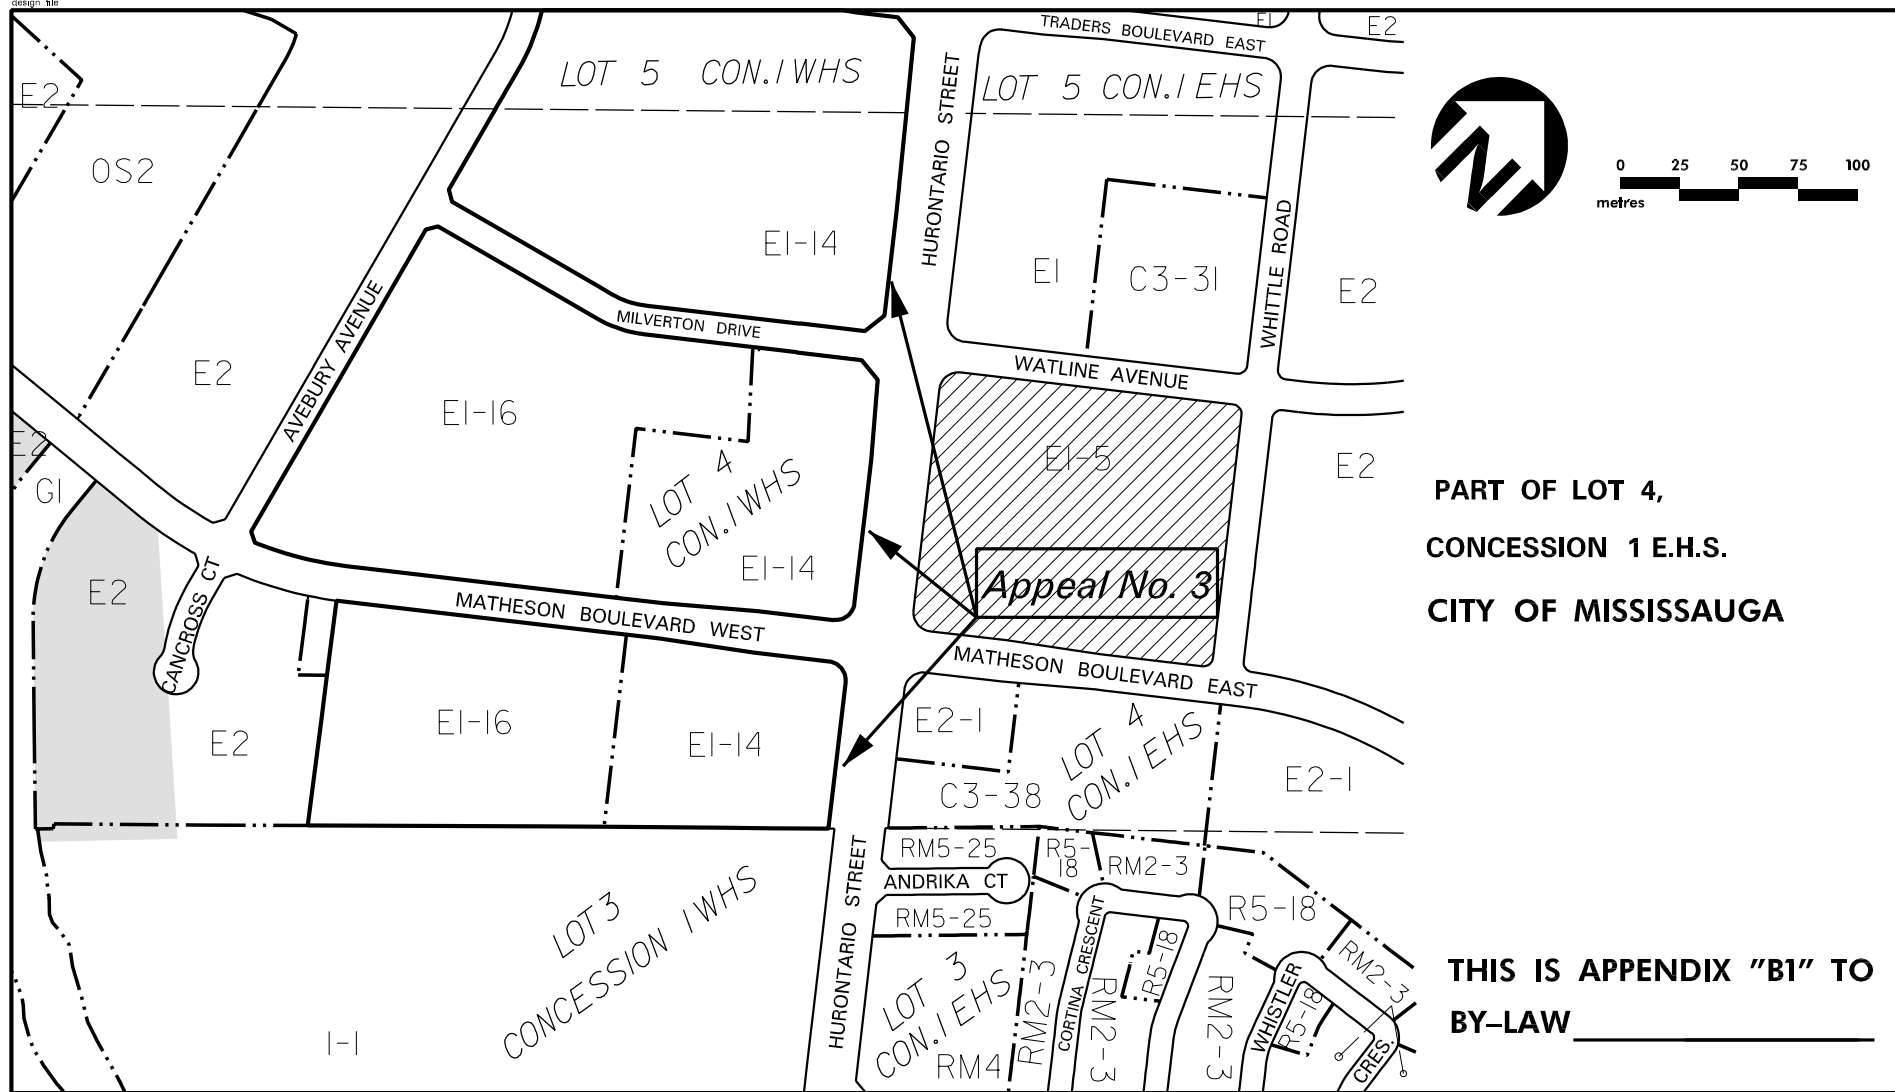 design file
E2
OS2
E2
LOT 5 CON.1 WHS
TRADERS BOULEVARD EAST
E1
E2
LOT 5 CON.1 EHS
HURONTARIO STREET
E1-14
E1
C3-31
WHITTLE ROAD
E2
AVEBURY AVENUE
MILVERTON DRIVE
WATLINE AVENUE
E1-16
LOT 4
CON.1 WHS
E1-14
E1-5
E2
Appeal No. 3
E2
G1
E2
CANCROSS CT
E2
MATHESON BOULEVARD WEST
MATHESON BOULEVARD EAST
E1-16
E1-14
E2-1
LOT 4
CON.1 EHS
C3-38
E2-1
HURONTARIO STREET
RM5-25
R5-
18
RM2-3
ANDRIKA CT
RM5-25
R5-18
LOT 3
CONCESSION 1 WHS
I-1
LOT 3
CON.1 EHS
RM4
RM2-3
CORTINA CRESCENT
RM2-3
R5-18
RM2-3
WHISTLER
CRES.
R5-18
RM2-3
N
0 25 50 75 100
metres
PART OF LOT 4,
CONCESSION 1 E.H.S.
CITY OF MISSISSAUGA
THIS IS APPENDIX "B1" TO
BY-LAW